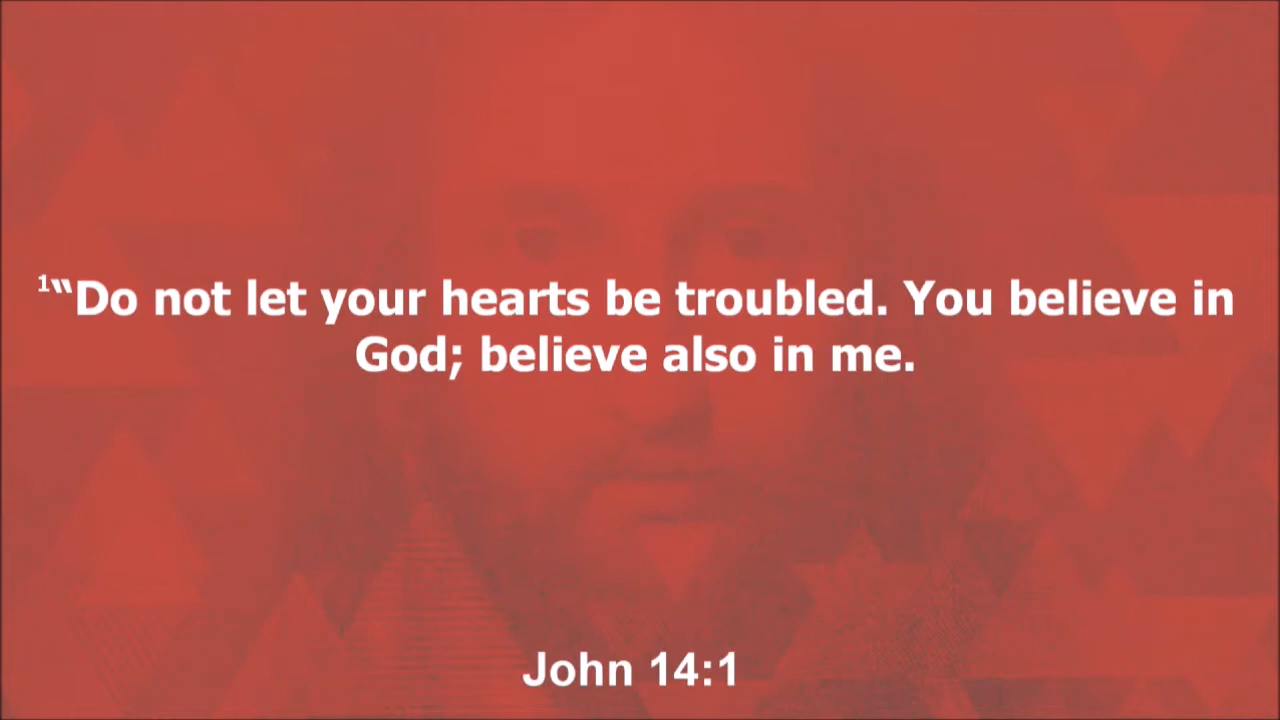 ¹“Do not let your hearts be troubled. You believe in
God; believe also in me.
John 14:1